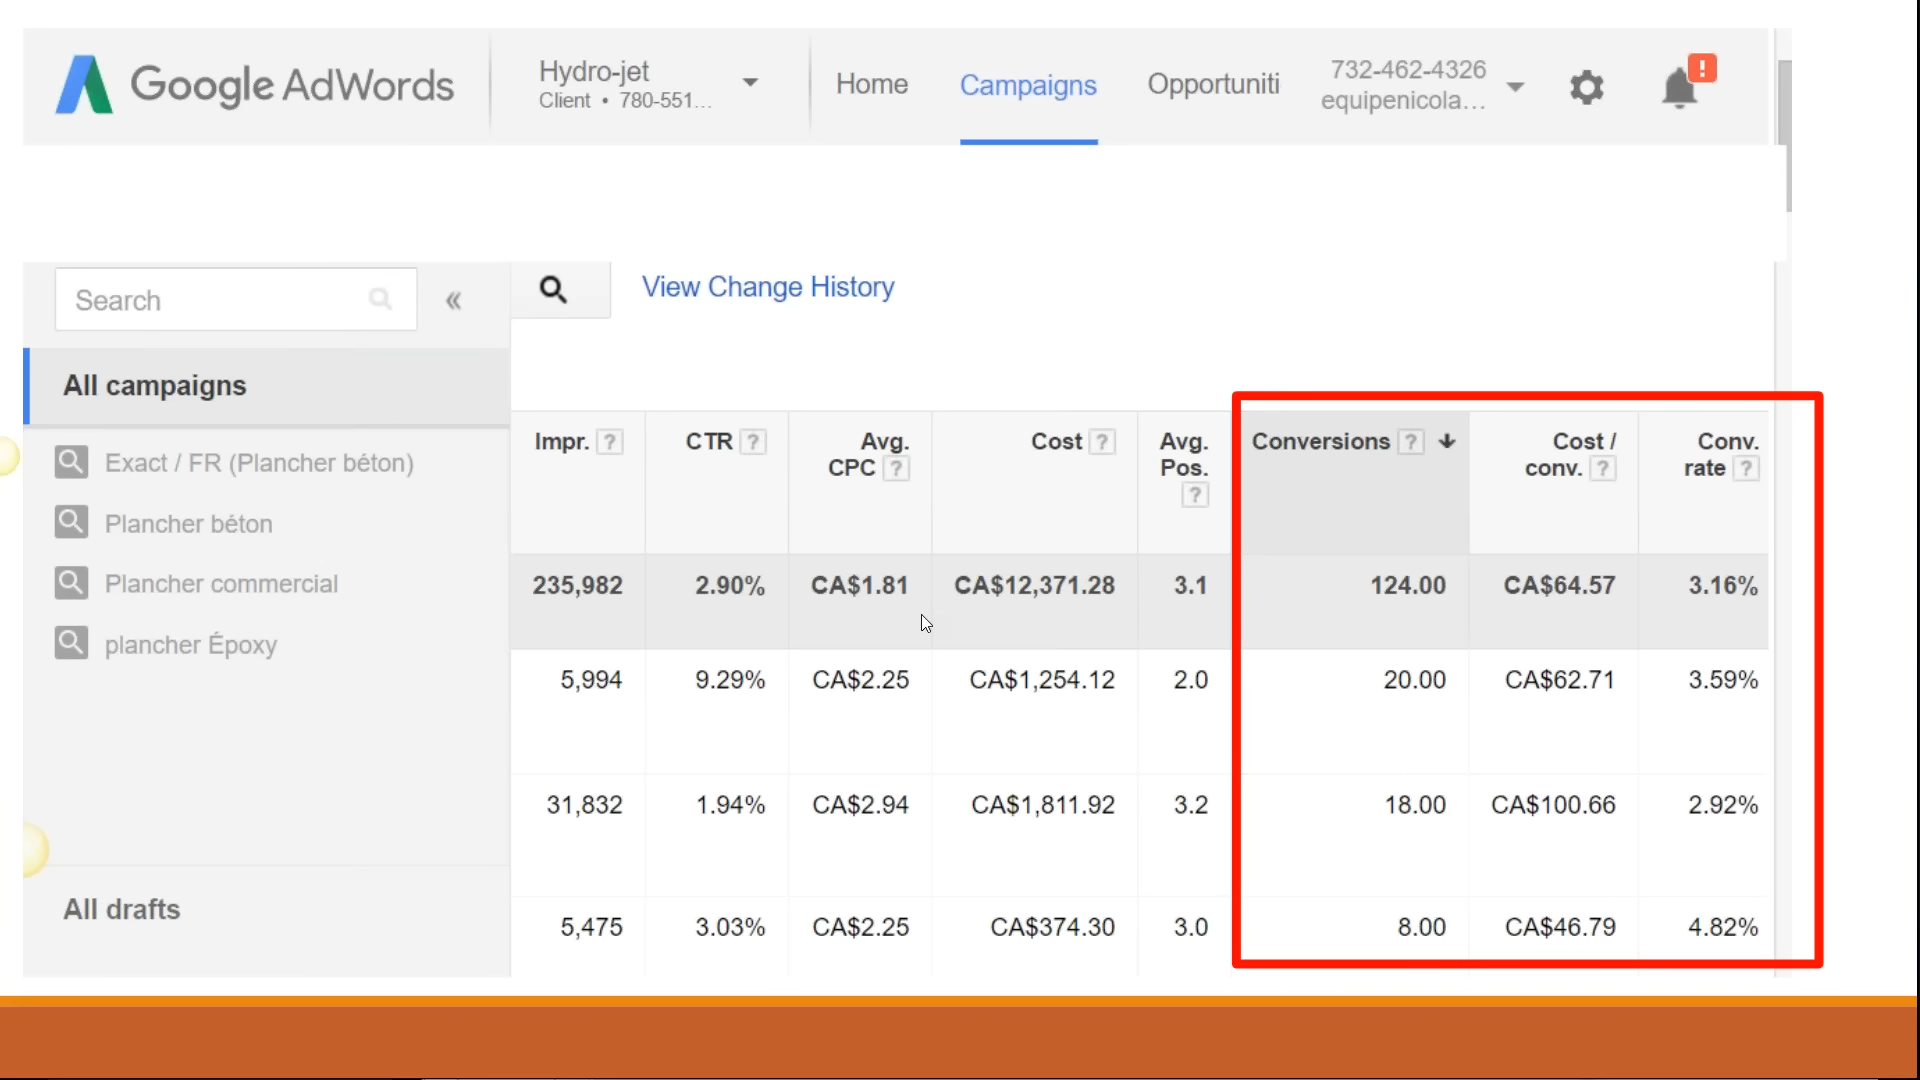 Google AdWords
Hydro-jet
Client • 780-551...
Home
Campaigns
Opportuniti
732-462-4326
equipenicola...
!
Search
«
View Change History
All campaigns
Exact / FR (Plancher béton)
Plancher béton
Plancher commercial
plancher Époxy
All drafts
Impr. ? CTR ? Avg. CPC ? Cost ? Avg. Pos. ? Conversions ? Cost / conv. ? Conv. rate ?
235,982 2.90% CA$1.81 CA$12,371.28 3.1 124.00 CA$64.57 3.16%
5,994 9.29% CA$2.25 CA$1,254.12 2.0 20.00 CA$62.71 3.59%
31,832 1.94% CA$2.94 CA$1,811.92 3.2 18.00 CA$100.66 2.92%
5,475 3.03% CA$2.25 CA$374.30 3.0 8.00 CA$46.79 4.82%